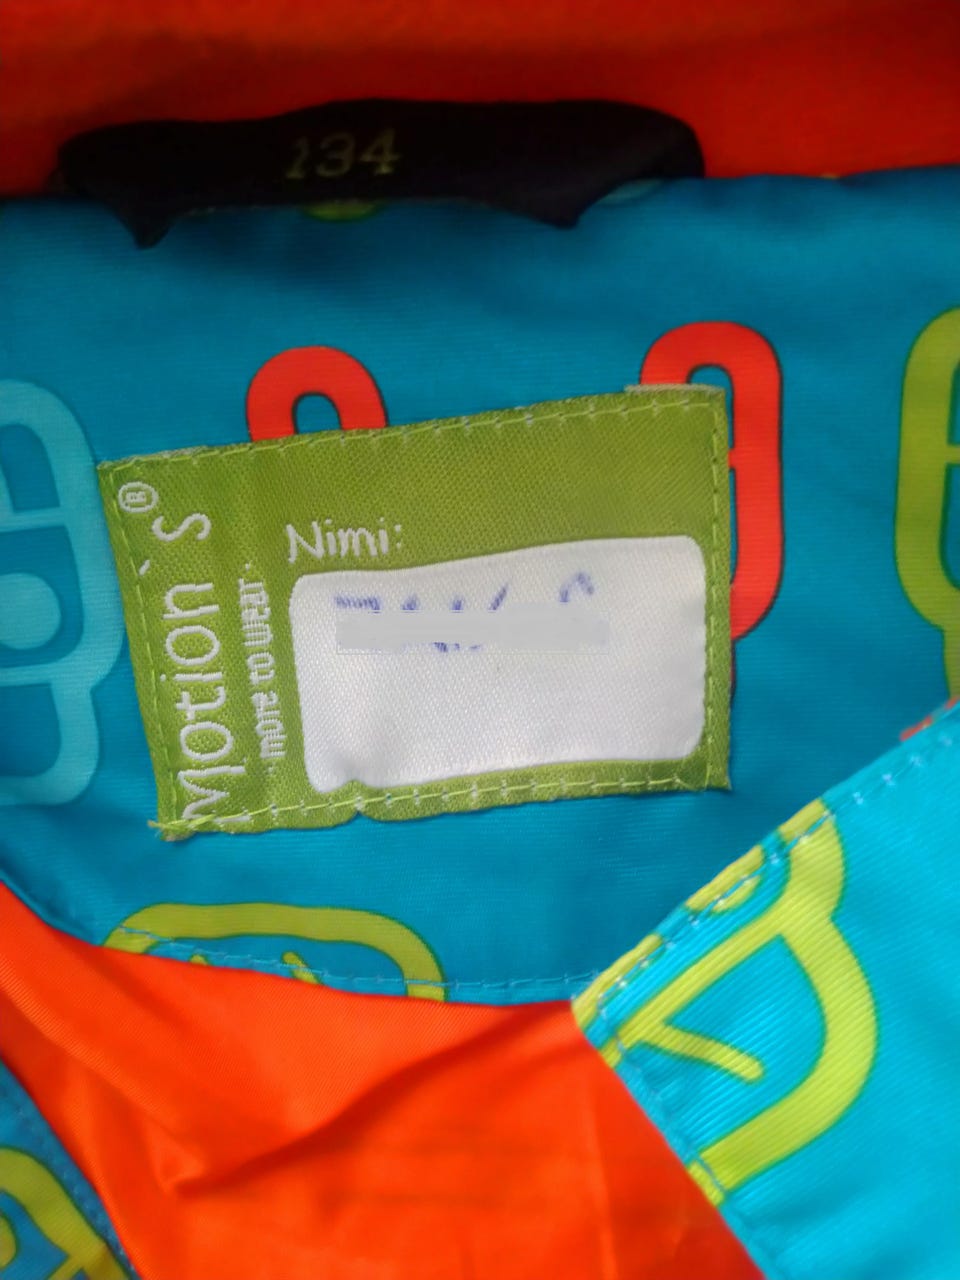 134
Motion`s®
more to wear
Nimi: